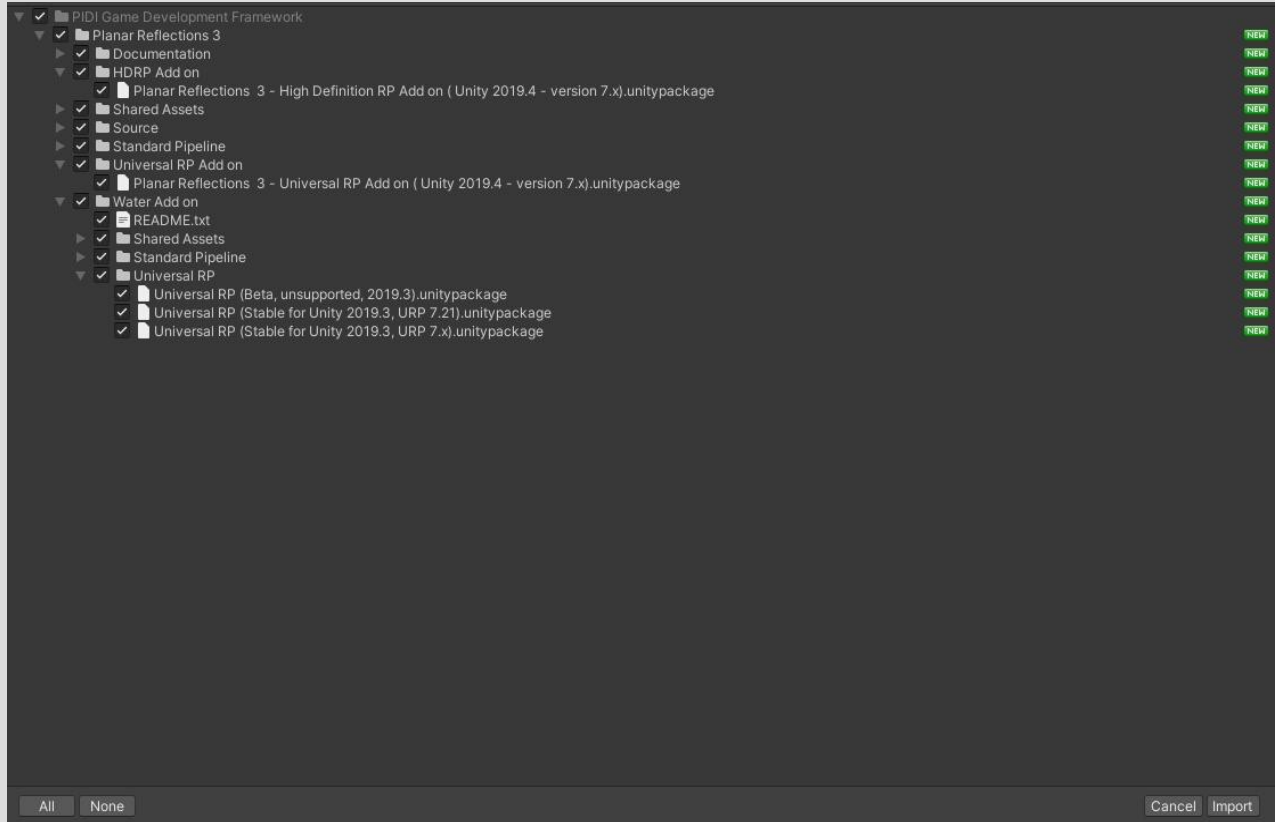 PIDI Game Development Framework
Planar Reflections 3 NEW
Documentation NEW
HDRP Add on NEW
Planar Reflections  3 - High Definition RP Add on ( Unity 2019.4 - version 7.x).unitypackage NEW
Shared Assets NEW
Source NEW
Standard Pipeline NEW
Universal RP Add on NEW
Planar Reflections  3 - Universal RP Add on ( Unity 2019.4 - version 7.x).unitypackage NEW
Water Add on NEW
README.txt NEW
Shared Assets NEW
Standard Pipeline NEW
Universal RP NEW
Universal RP (Beta, unsupported, 2019.3).unitypackage NEW
Universal RP (Stable for Unity 2019.3, URP 7.21).unitypackage NEW
Universal RP (Stable for Unity 2019.3, URP 7.x).unitypackage NEW
All None Cancel Import